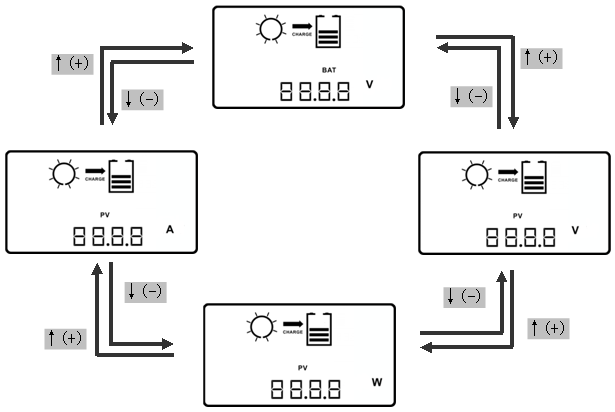 CHARGE
BAT
88.8.8 V
↑ (+)
↓ (−)
↑ (+)
↓ (−)
CHARGE
PV
88.8.8 A
CHARGE
PV
88.8.8 V
↓ (−)
↑ (+)
↓ (−)
↑ (+)
CHARGE
PV
88.8.8 W